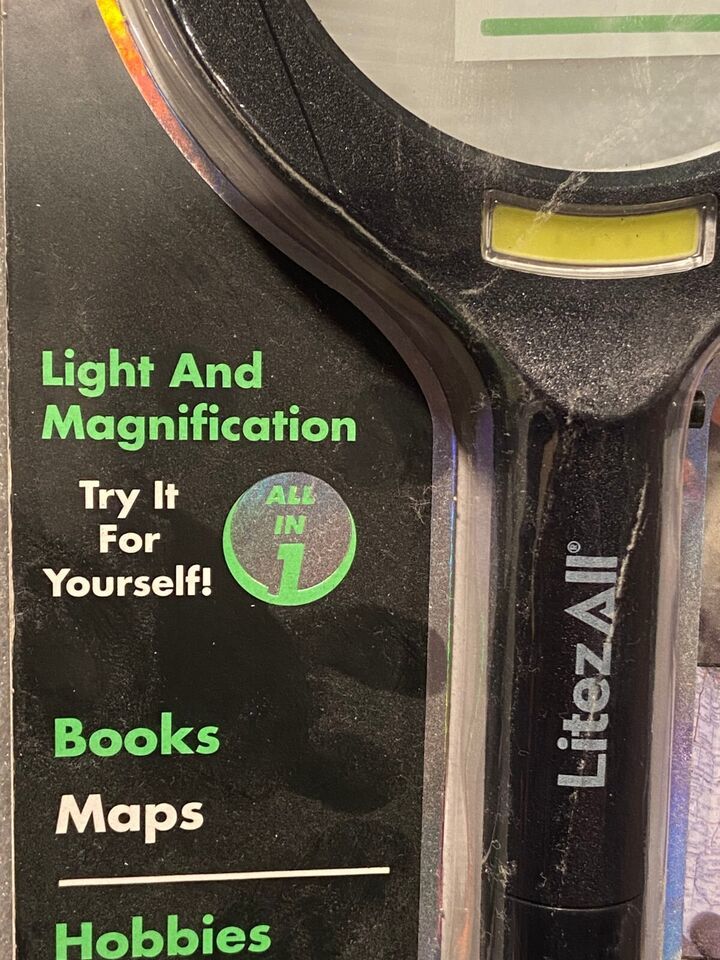 Light And
Magnification
Try It
For
Yourself!
ALL
IN
1
Books
Maps
Hobbies
LitezAll®